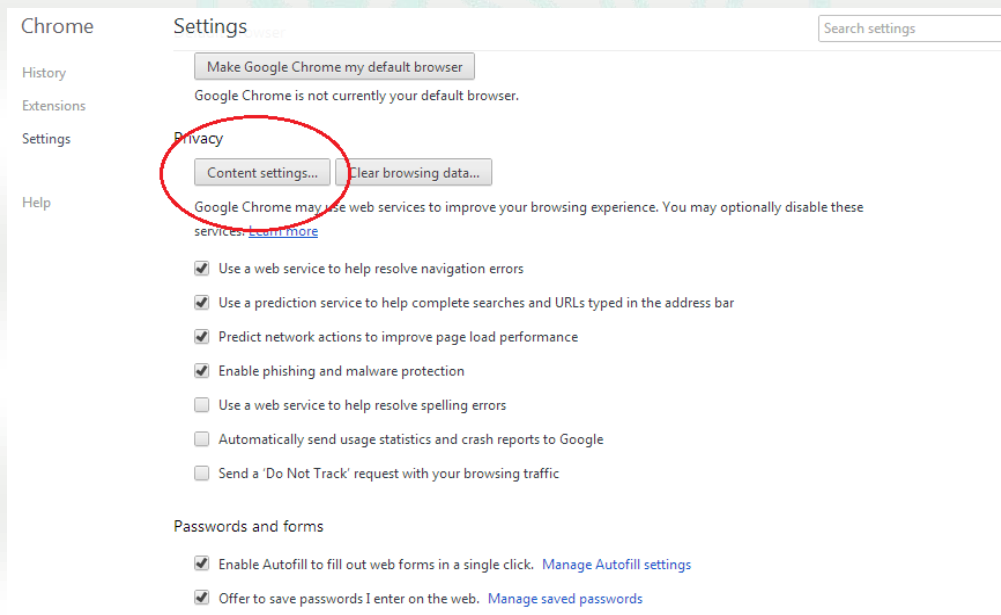 Chrome
Settings
Search settings
History
Extensions
Settings
Help
Make Google Chrome my default browser
Google Chrome is not currently your default browser.
Privacy
Content settings...
Clear browsing data...
Google Chrome may use web services to improve your browsing experience. You may optionally disable these
services. Learn more
Use a web service to help resolve navigation errors
Use a prediction service to help complete searches and URLs typed in the address bar
Predict network actions to improve page load performance
Enable phishing and malware protection
Use a web service to help resolve spelling errors
Automatically send usage statistics and crash reports to Google
Send a 'Do Not Track' request with your browsing traffic
Passwords and forms
Enable Autofill to fill out web forms in a single click. Manage Autofill settings
Offer to save passwords I enter on the web. Manage saved passwords